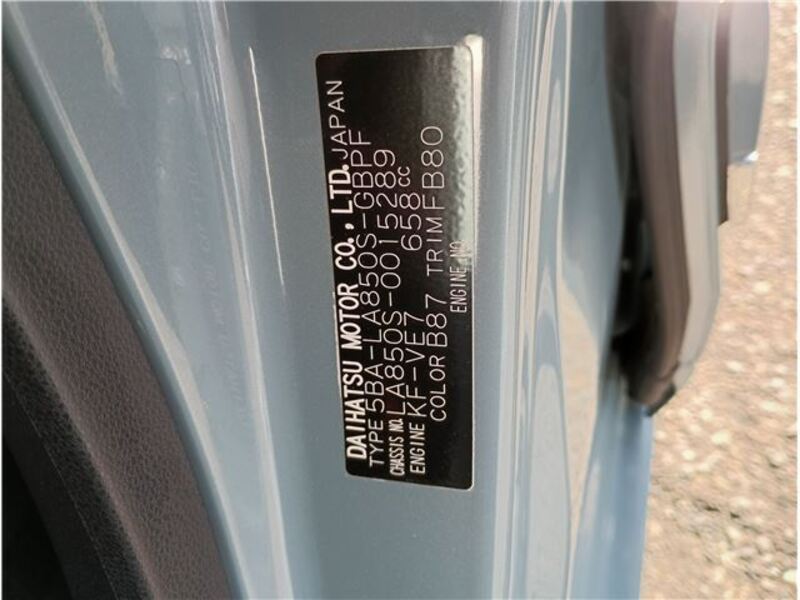 DAIHATSU MOTOR CO., LTD. JAPAN
TYPE 5BA-LA850S-GBPF
CHASSIS NO. LA850S-0015289
ENGINE KF-VE7 658CC
COLOR B87 TRIM FB80
ENGINE NO.